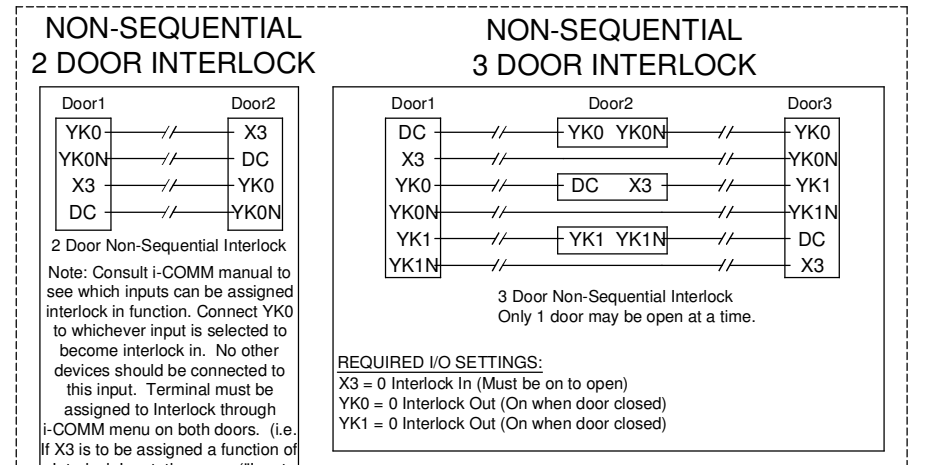 NON-SEQUENTIAL
2 DOOR INTERLOCK
Door1 Door2
YK0 X3
YK0N DC
X3 YK0
DC YK0N
2 Door Non-Sequential Interlock
Note: Consult i-COMM manual to
see which inputs can be assigned
interlock in function. Connect YK0
to whichever input is selected to
become interlock in. No other
devices should be connected to
this input. Terminal must be
assigned to Interlock through
i-COMM menu on both doors. (i.e.
If X3 is to be assigned a function of
NON-SEQUENTIAL
3 DOOR INTERLOCK
Door1 Door2 Door3
DC YK0 YK0N YK0
X3 YK0N
YK0 DC X3 YK1
YK0N YK1N
YK1 YK1 YK1N DC
YK1N X3
3 Door Non-Sequential Interlock
Only 1 door may be open at a time.
REQUIRED I/O SETTINGS:
X3 = 0 Interlock In (Must be on to open)
YK0 = 0 Interlock Out (On when door closed)
YK1 = 0 Interlock Out (On when door closed)